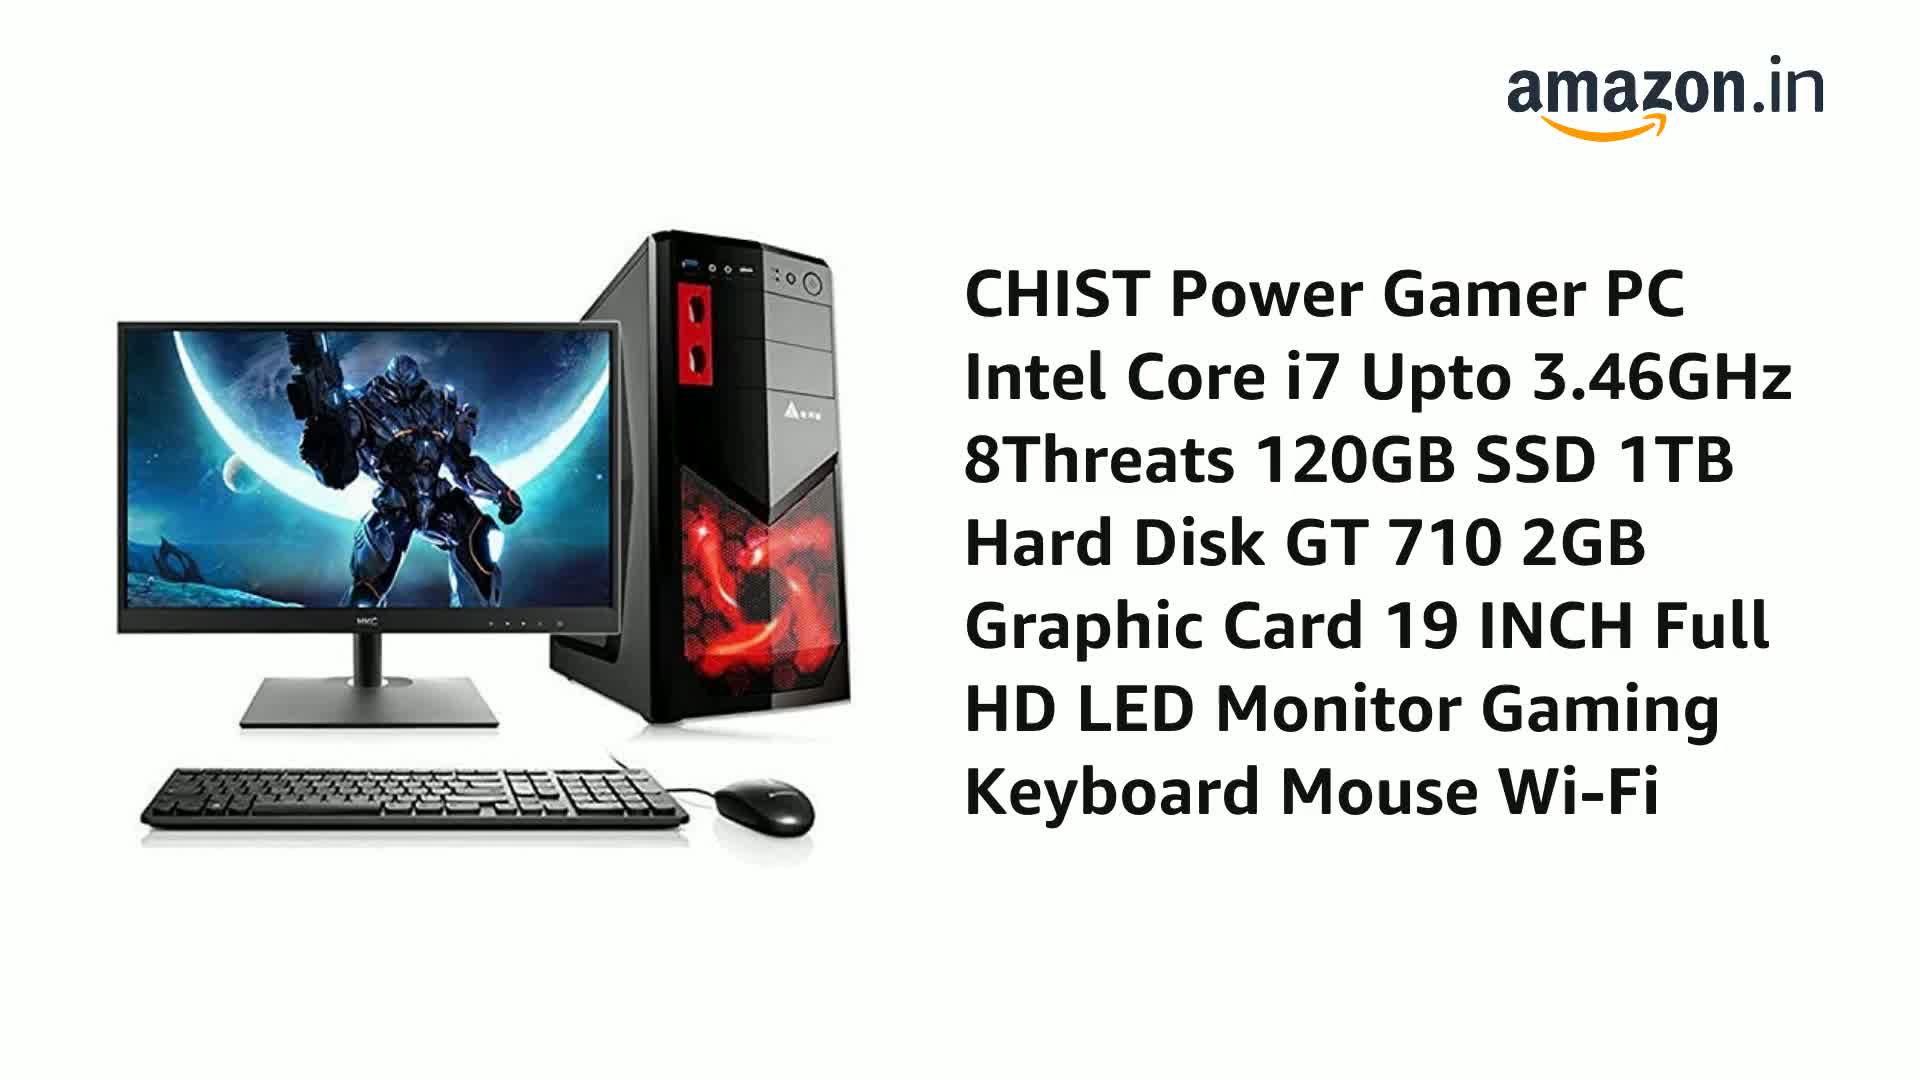 amazon.in
CHIST Power Gamer PC
Intel Core i7 Upto 3.46GHz
8Threats 120GB SSD 1TB
Hard Disk GT 710 2GB
Graphic Card 19 INCH Full
HD LED Monitor Gaming
Keyboard Mouse Wi-Fi